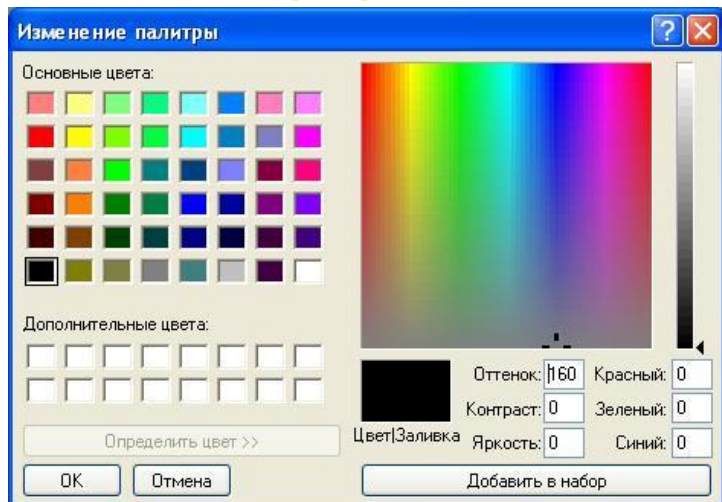 Изменение палитры
Основные цвета:
Дополнительные цвета:
Определить цвет >>
OK
Отмена
Цвет|Заливка
Оттенок: 160
Контраст: 0
Яркость: 0
Красный: 0
Зеленый: 0
Синий: 0
Добавить в набор